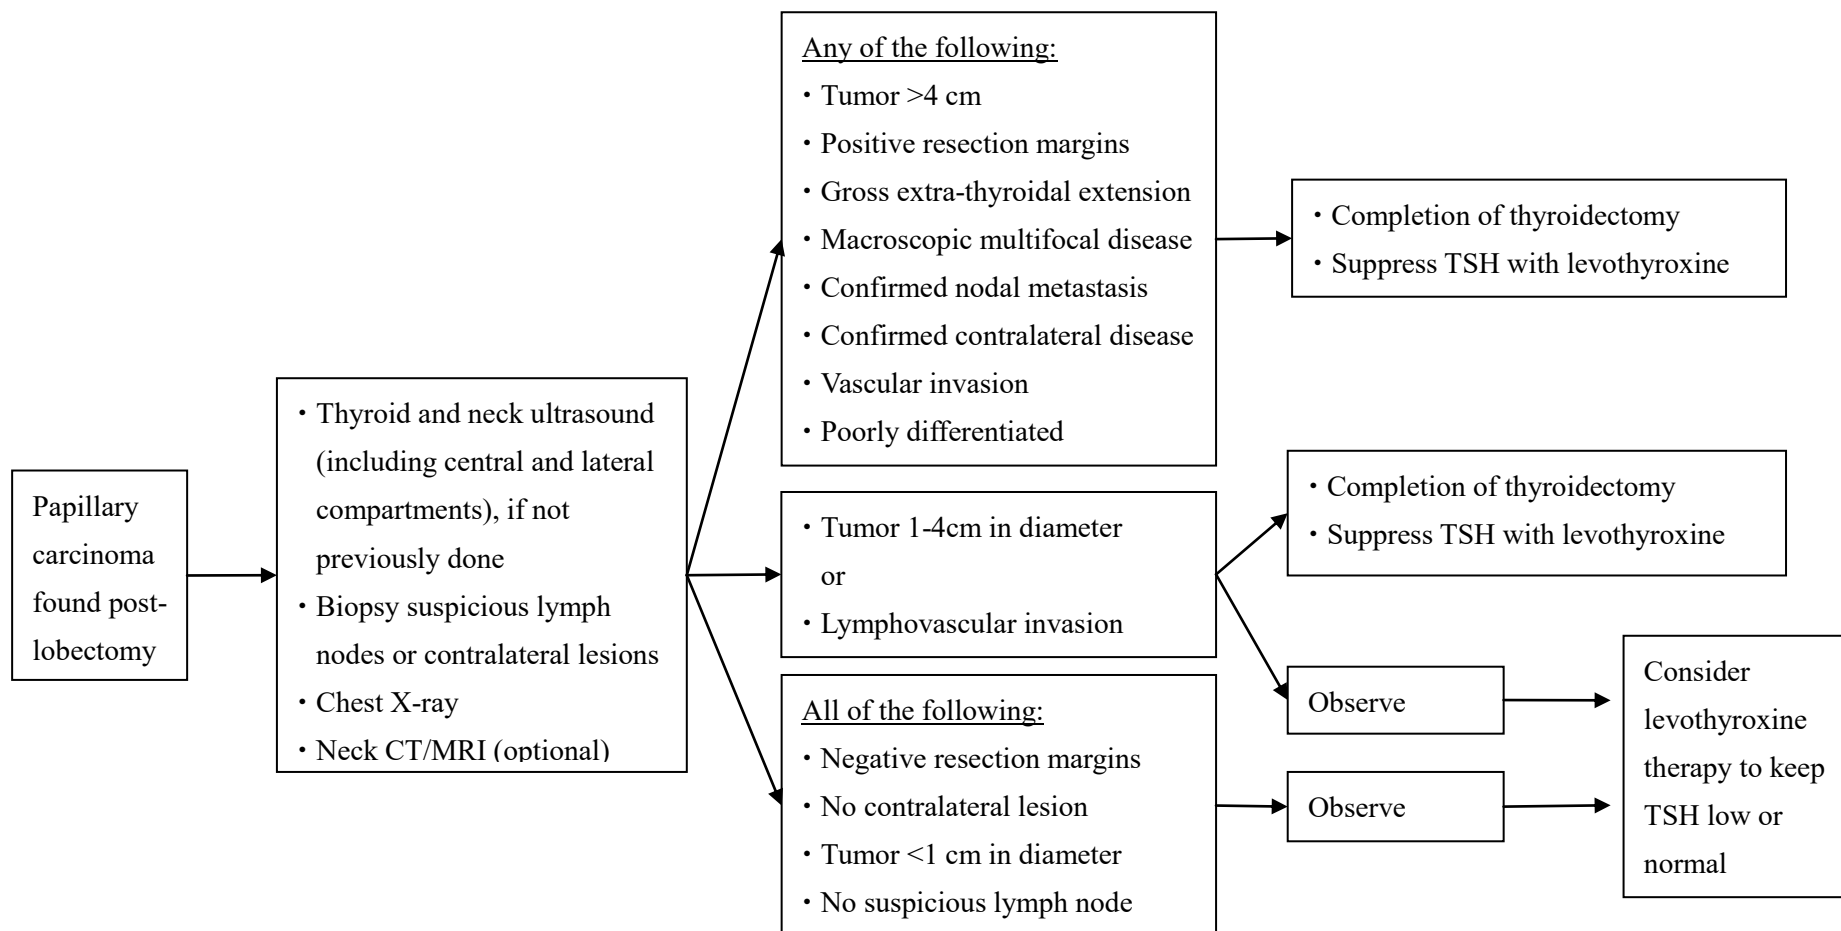 Papillary
carcinoma
found post-
lobectomy
・Thyroid and neck ultrasound
(including central and lateral
compartments), if not
previously done
・Biopsy suspicious lymph
nodes or contralateral lesions
・Chest X-ray
・Neck CT/MRI (optional)
Any of the following:
・Tumor >4 cm
・Positive resection margins
・Gross extra-thyroidal extension
・Macroscopic multifocal disease
・Confirmed nodal metastasis
・Confirmed contralateral disease
・Vascular invasion
・Poorly differentiated
・Completion of thyroidectomy
・Suppress TSH with levothyroxine
・Tumor 1-4cm in diameter
or
・Lymphovascular invasion
・Completion of thyroidectomy
・Suppress TSH with levothyroxine
Observe
All of the following:
・Negative resection margins
・No contralateral lesion
・Tumor <1 cm in diameter
・No suspicious lymph node
Observe
Consider
levothyroxine
therapy to keep
TSH low or
normal